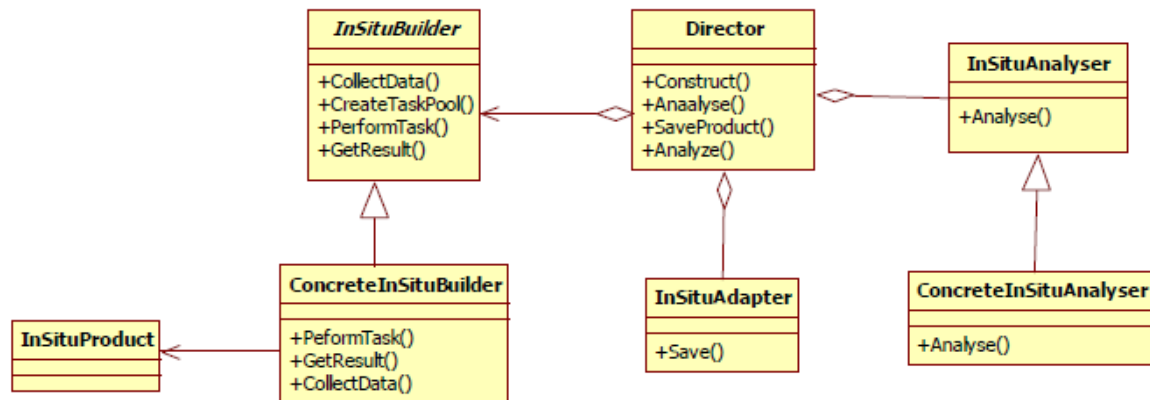 InSituBuilder
+CollectData()
+CreateTaskPool()
+PerformTask()
+GetResult()
Director
+Construct()
+Anaalyse()
+SaveProduct()
+Analyze()
InSituAnalyser
+Analyse()
ConcreteInSituBuilder
+PeformTask()
+GetResult()
+CollectData()
InSituProduct
InSituAdapter
+Save()
ConcreteInSituAnalyser
+Analyse()